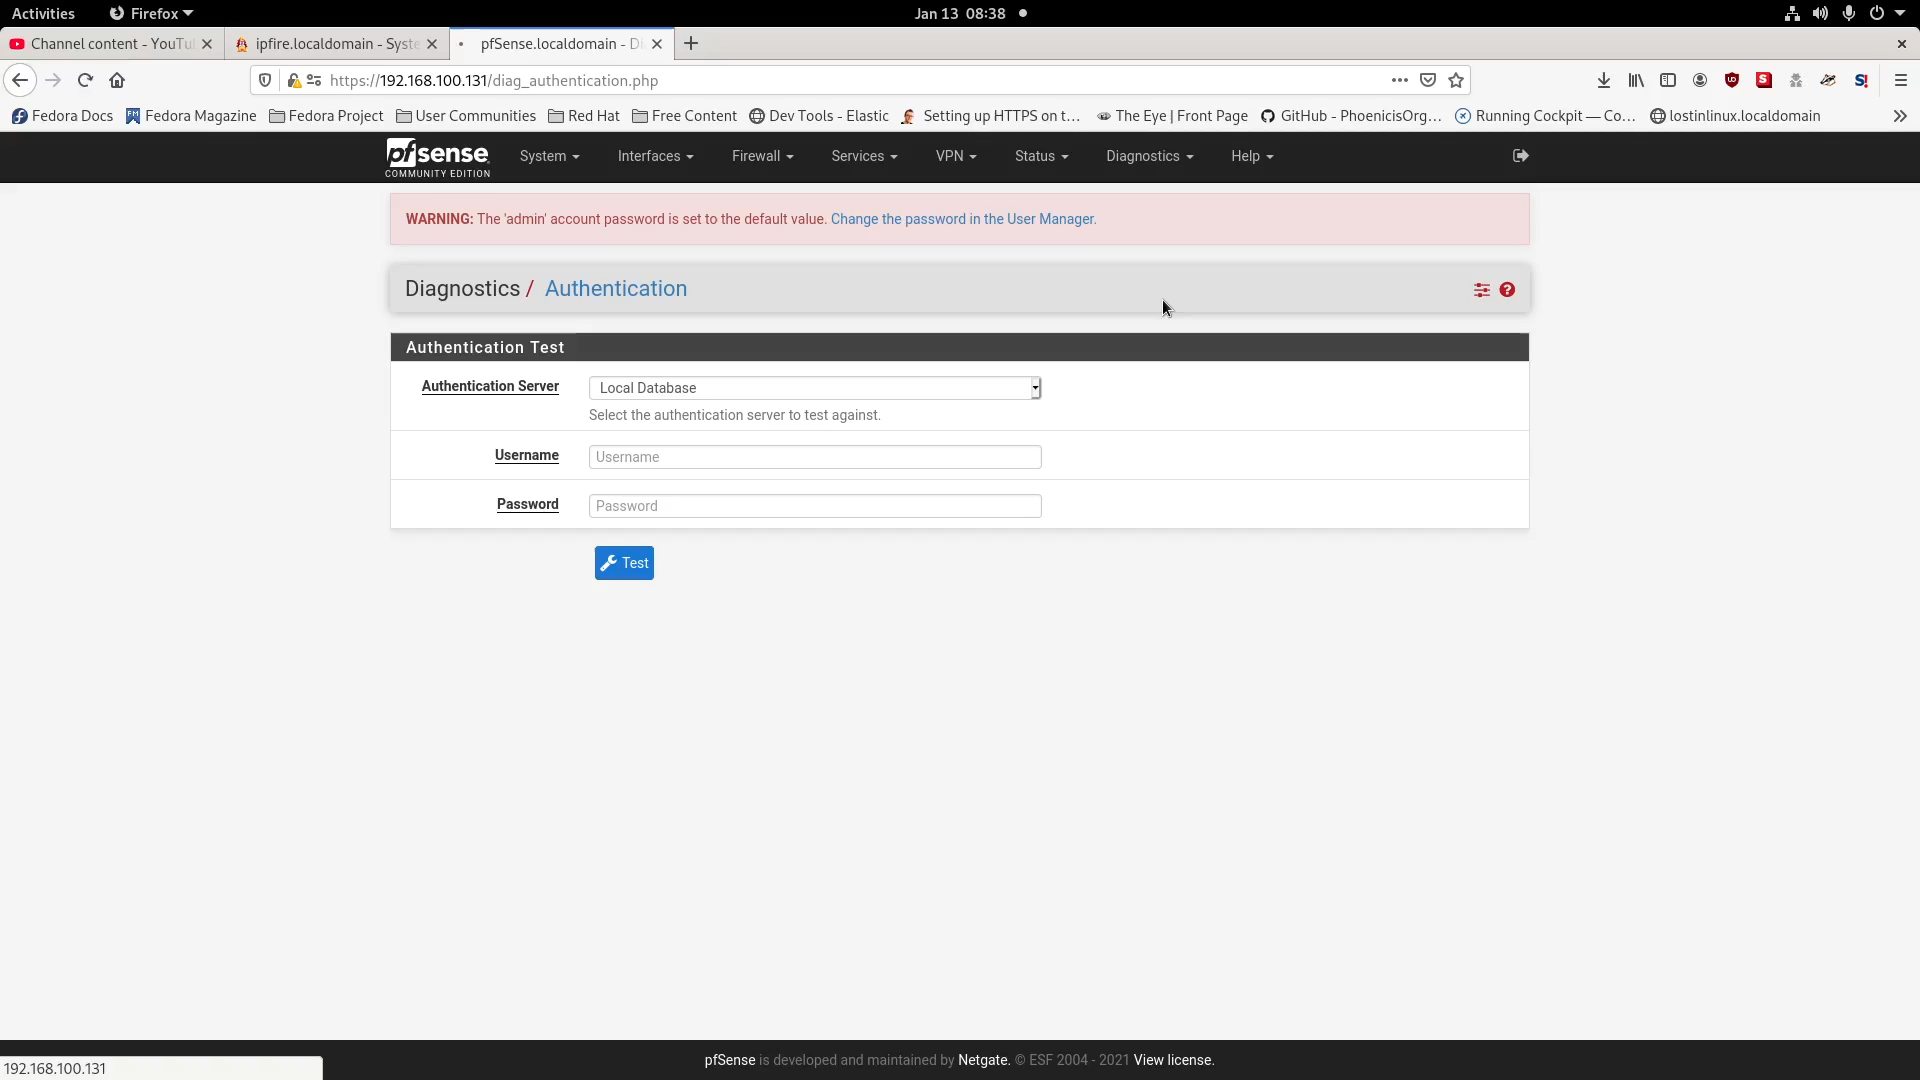 Activities Firefox Jan 13 08:38
Channel content - YouTu ipfire.localdomain - Syste pfSense.localdomain - Di
https://192.168.100.131/diag_authentication.php
Fedora Docs Fedora Magazine Fedora Project User Communities Red Hat Free Content Dev Tools - Elastic Setting up HTTPS on t... The Eye | Front Page GitHub - PhoenicisOrg... Running Cockpit — Co... lostinlinux.localdomain
pfsense System Interfaces Firewall Services VPN Status Diagnostics Help
COMMUNITY EDITION
WARNING: The 'admin' account password is set to the default value. Change the password in the User Manager.
Diagnostics / Authentication
Authentication Test
Authentication Server Local Database
Select the authentication server to test against.
Username Username
Password Password
Test
pfSense is developed and maintained by Netgate. © ESF 2004 - 2021 View license.
192.168.100.131